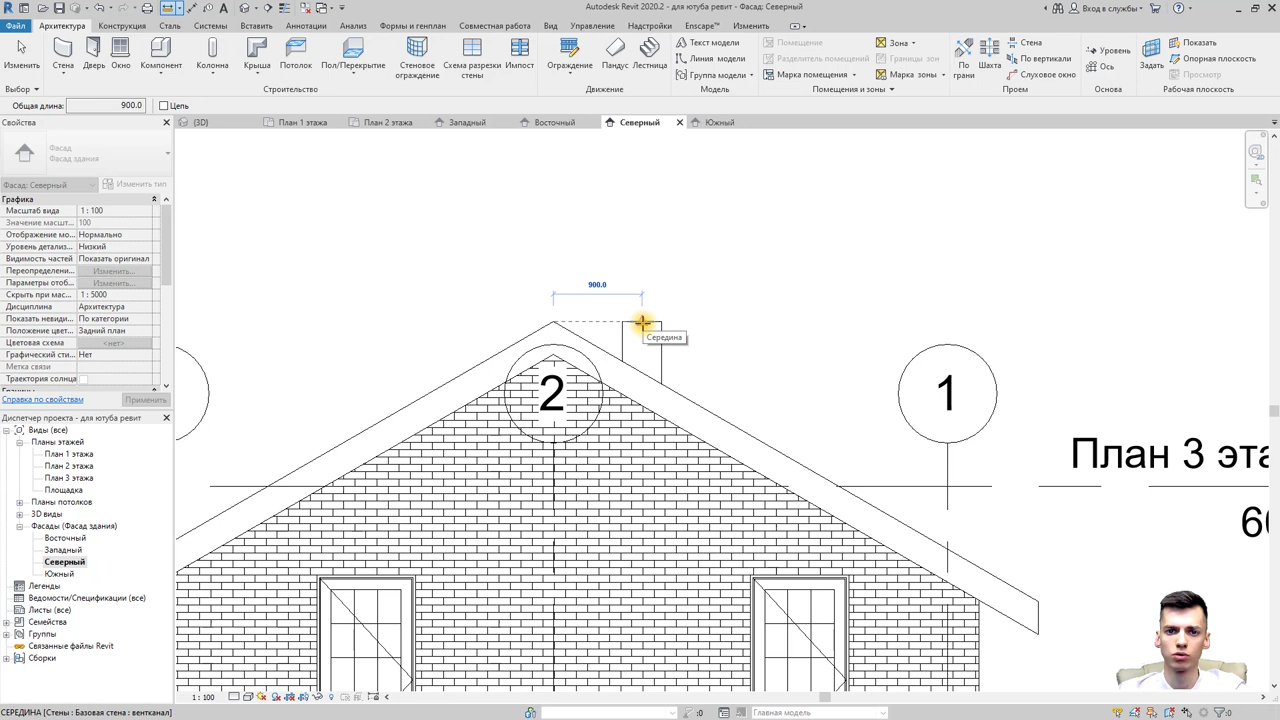 Autodesk Revit 2020.2 - для ютуба ревит - Фасад: Северный
Вход в службы
Файл Архитектура Конструкция Сталь Системы Вставить Аннотации Анализ Формы и генплан Совместная работа Вид Управление Надстройки Enscape™ Изменить
Изменить Стена Дверь Окно Компонент Колонна Крыша Потолок Пол/Перекрытие Стеновое ограждение Схема разрезки стены Импост Ограждение Пандус Лестница
Текст модели
Линия модели
Группа модели
Помещение
Разделитель помещений
Марка помещения
Зона
Границы зоны
Марка зоны
По грани Шахта
Стена
По вертикали
Слуховое окно
Уровень
Ось
Задать
Показать
Опорная плоскость
Просмотр
Выбор Строительство Движение Модель Помещения и зоны Проем Основа Рабочая плоскость
Общая длина: 900.0 Цепь
Свойства
{3D} План 1 этажа План 2 этажа Западный Восточный Северный Южный
Фасад
Фасад здания
Фасад: Северный Изменить тип
Графика
Масштаб вида 1 : 100
Значение масшт... 100
Отображение мо... Нормально
Уровень детализ... Низкий
Видимость частей Показать оригинал
Переопределени... Изменить...
Параметры отоб... Изменить...
Скрыть при мас... 1 : 5000
Дисциплина Архитектура
Показать невиди... По категории
Положение цвет... Задний план
Цветовая схема <нет>
Графический сти... Нет
Метка связи
Траектория солнца
Границы
Справка по свойствам Применить
Диспетчер проекта - для ютуба ревит
Виды (все)
Планы этажей
План 1 этажа
План 2 этажа
План 3 этажа
Площадка
Планы потолков
3D виды
Фасады (Фасад здания)
Восточный
Западный
Северный
Южный
Легенды
Ведомости/Спецификации (все)
Листы (все)
Семейства
Группы
Связанные файлы Revit
Сборки
900.0
Середина
2
1
План 3 эта
60
1 : 100
СЕРЕДИНА [Стены : Базовая стена : вентканал]
:0
Главная модель
:0